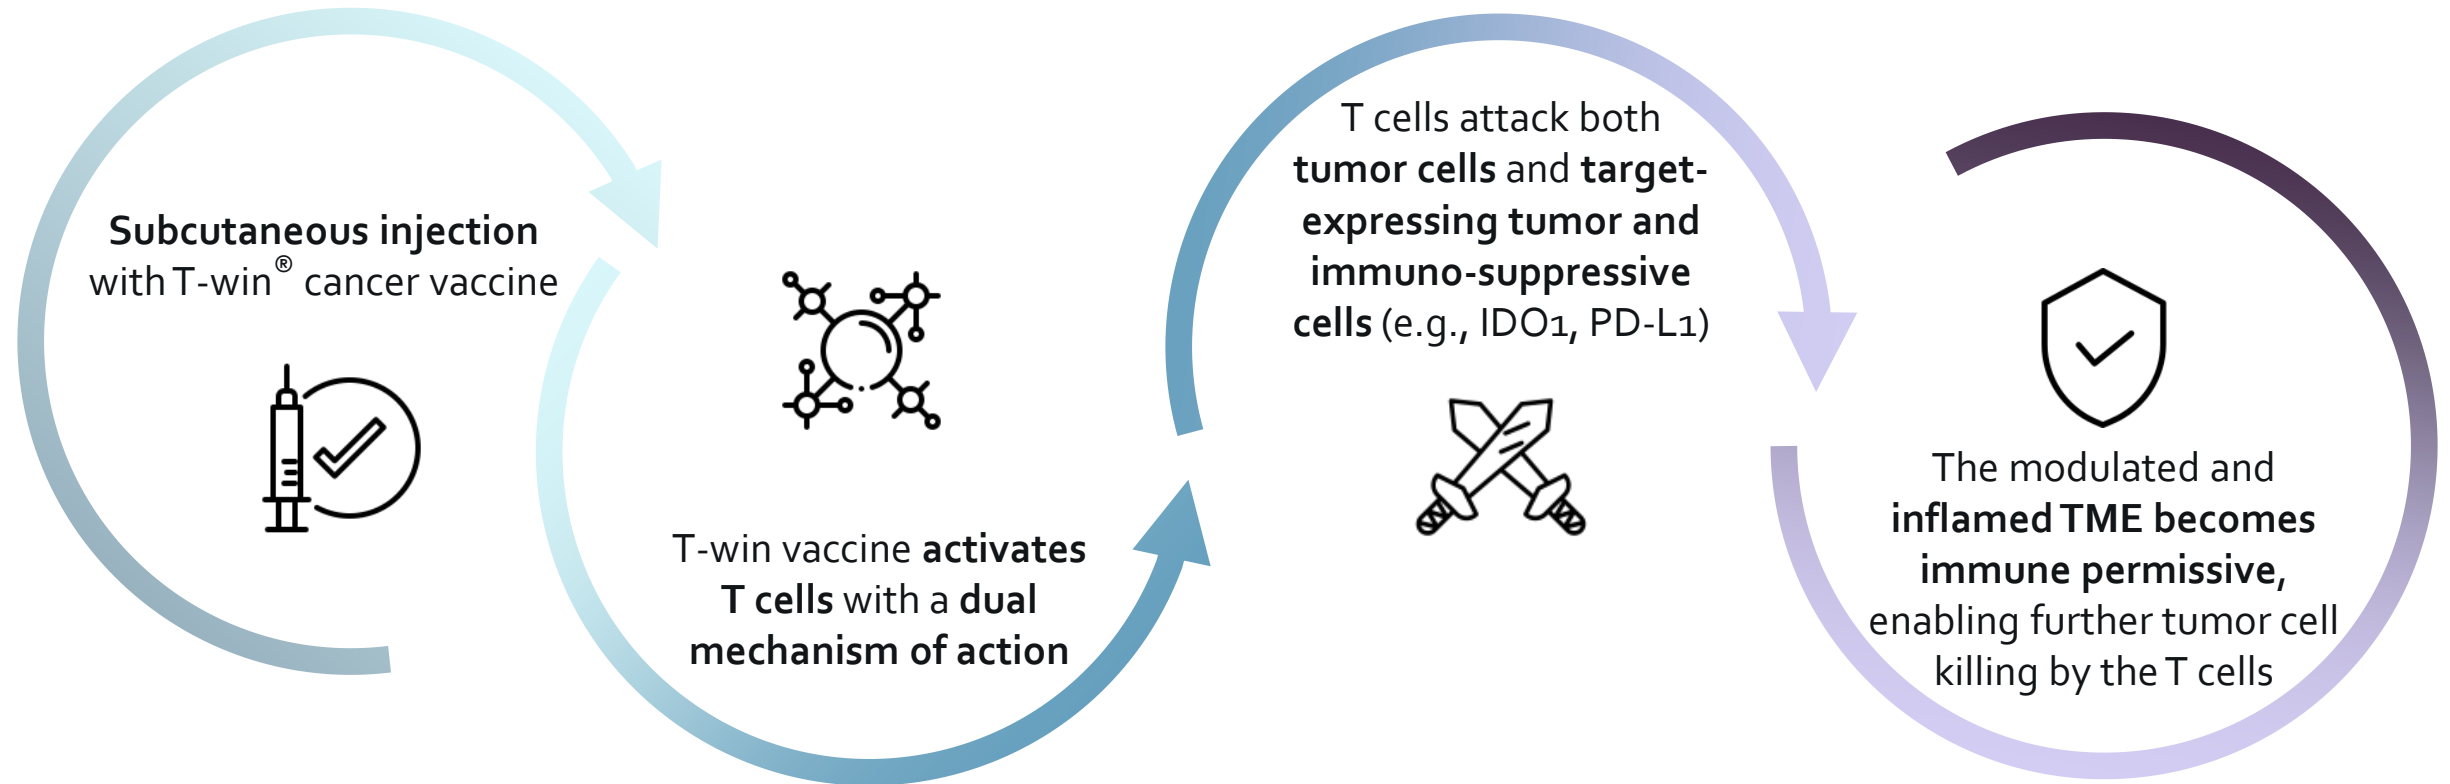 Subcutaneous injection
with T-win® cancer vaccine
T-win vaccine activates
T cells with a dual
mechanism of action
T cells attack both
tumor cells and target-
expressing tumor and
immuno-suppressive
cells (e.g., IDO1, PD-L1)
The modulated and
inflamed TME becomes
immune permissive,
enabling further tumor cell
killing by the T cells